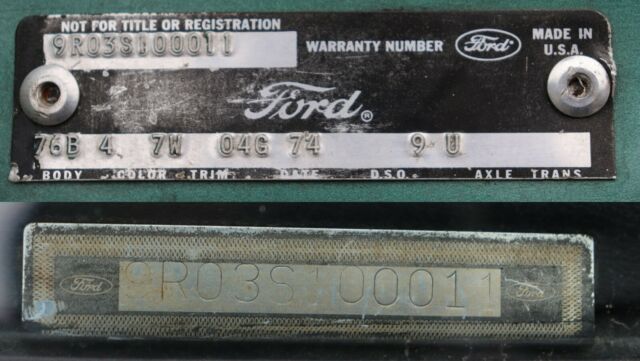 NOT FOR TITLE OR REGISTRATION
9R03S100011 WARRANTY NUMBER Ford MADE IN U.S.A.
Ford®
76B 4 7W 04G 74 9 U
BODY COLOR TRIM DATE D.S.O. AXLE TRANS
Ford 9R03S100011 Ford